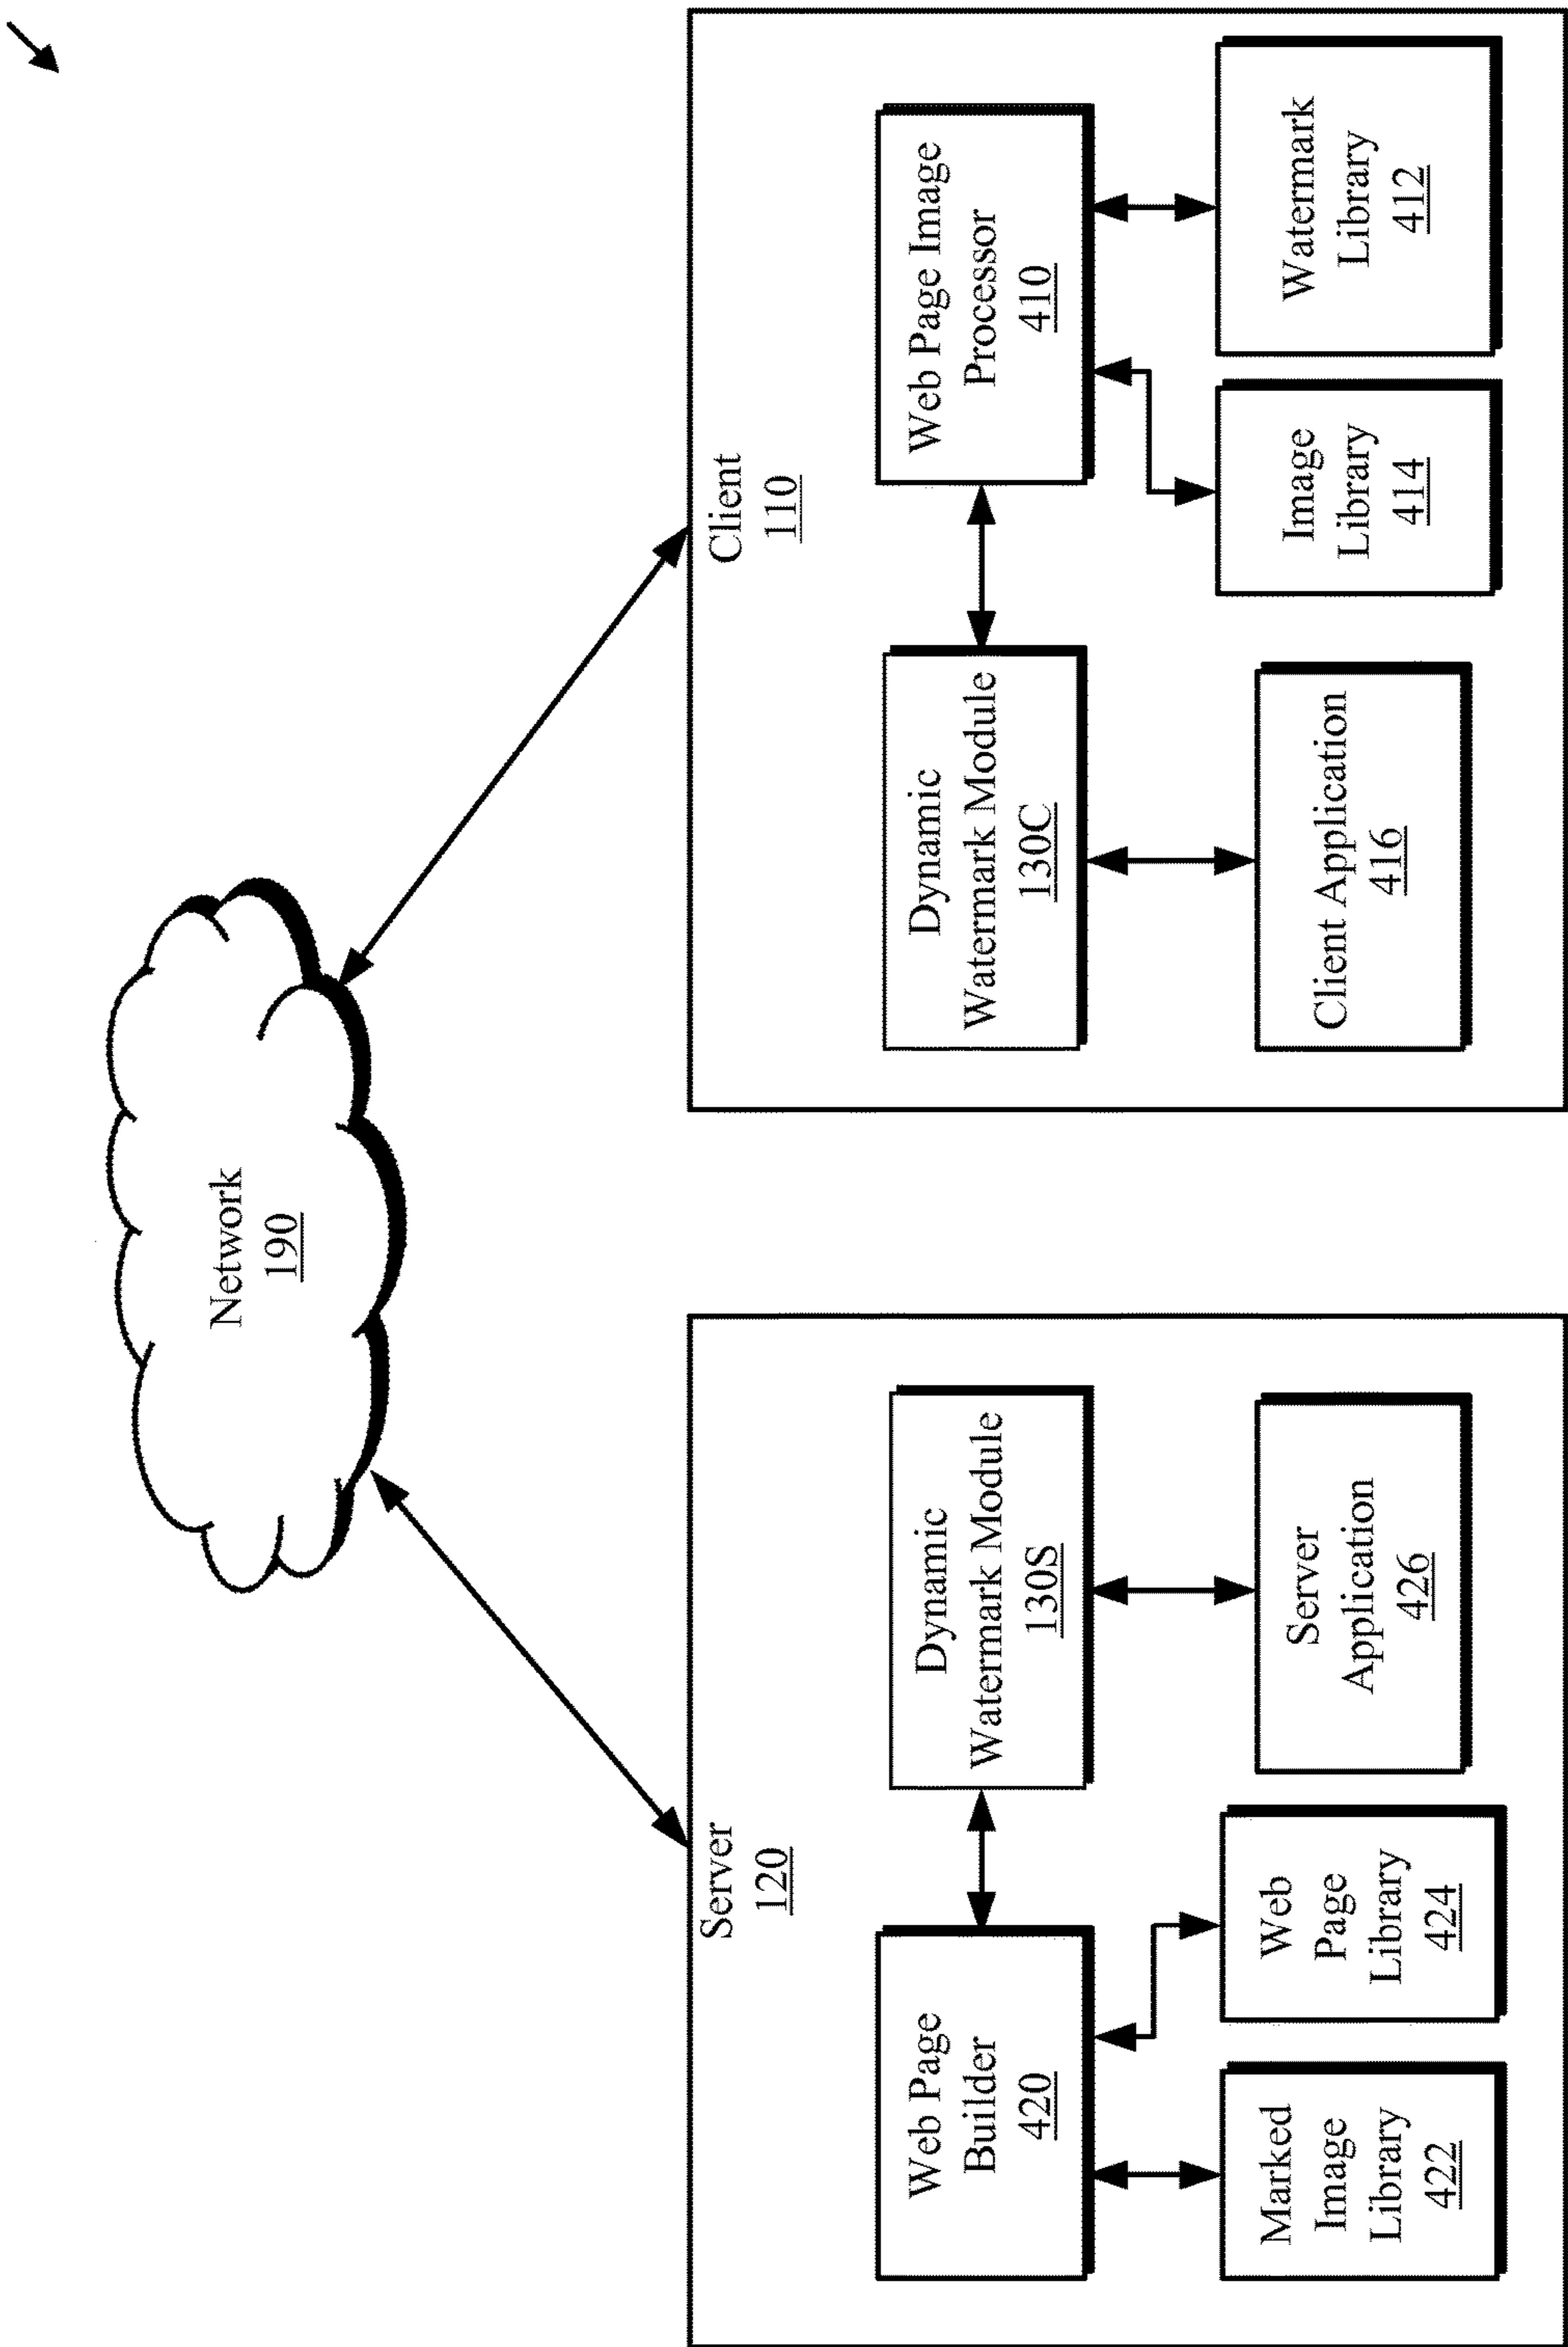 Network
190
Server
120
Web Page
Builder
420
Dynamic
Watermark Module
130S
Marked
Image
Library
422
Web
Page
Library
424
Server
Application
426
Client
110
Dynamic
Watermark Module
130C
Web Page Image
Processor
410
Client Application
416
Image
Library
414
Watermark
Library
412